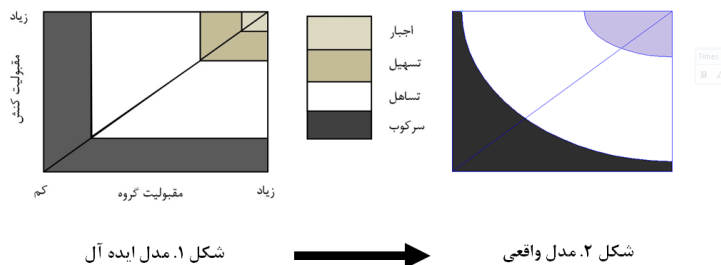 زیاد
مقبولیت کنش
کم
مقبولیت گروه
زیاد
اجبار
تسهیل
تساهل
سرکوب
Times
B
شکل ۱. مدل ایده آل
شکل ۲. مدل واقعی